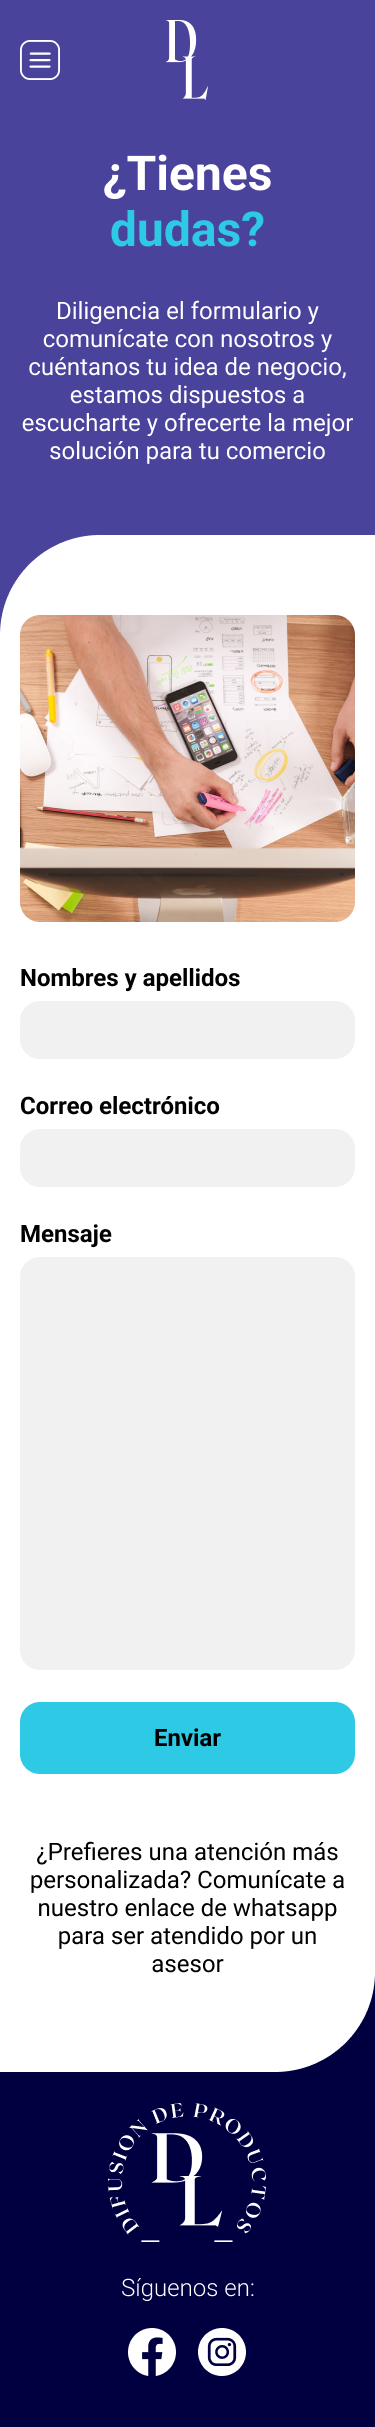 DL
¿Tienes
dudas?
Diligencia el formulario y
comunícate con nosotros y
cuéntanos tu idea de negocio,
estamos dispuestos a
escucharte y ofrecerte la mejor
solución para tu comercio
Nombres y apellidos
Correo electrónico
Mensaje
Enviar
¿Prefieres una atención más
personalizada? Comunícate a
nuestro enlace de whatsapp
para ser atendido por un
asesor
DIFUSION DE PRODUCTOS
DL
Síguenos en: